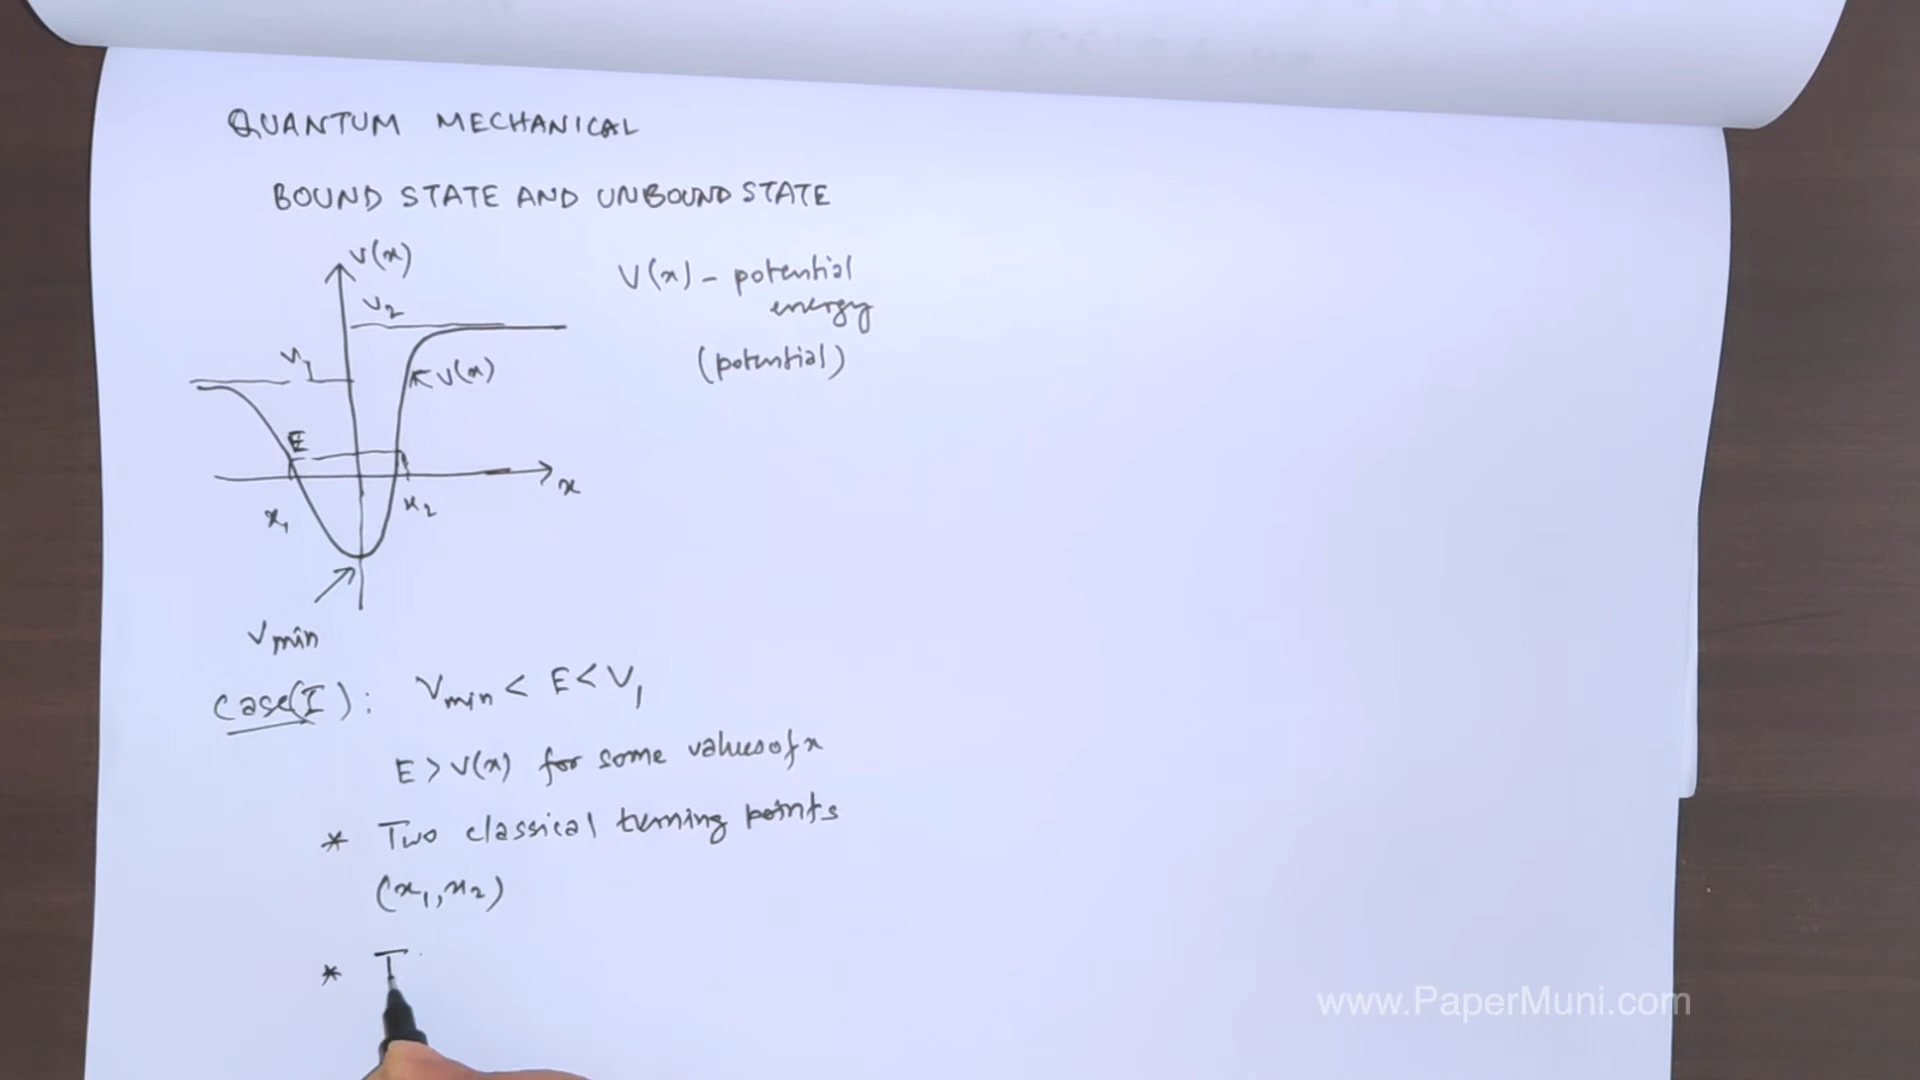 QUANTUM MECHANICAL
BOUND STATE AND UNBOUND STATE
V(x)
V2
V1
V(x)
E
x
x1
x2
Vmin
V(x) - potential
energy
(potential)
Case(I): Vmin < E < V1
E > V(x) for some values of x
* Two classical turning points
(x1, x2)
* T
www.PaperMuni.com